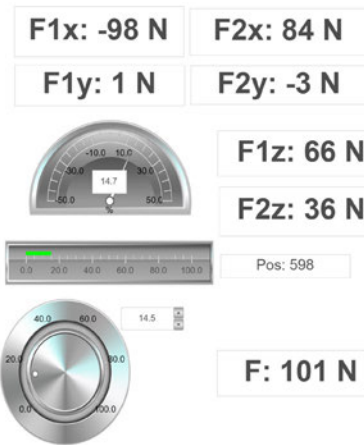 F1x: -98 N
F2x: 84 N
F1y: 1 N
F2y: -3 N
-10.0 10.0
-30.0 30.0
14.7
-50.0 50.0
%
F1z: 66 N
F2z: 36 N
0.0 20.0 40.0 60.0 80.0 100.0
Pos: 598
14.5
40.0 60.0
20.0 80.0
0.0 100.0
F: 101 N